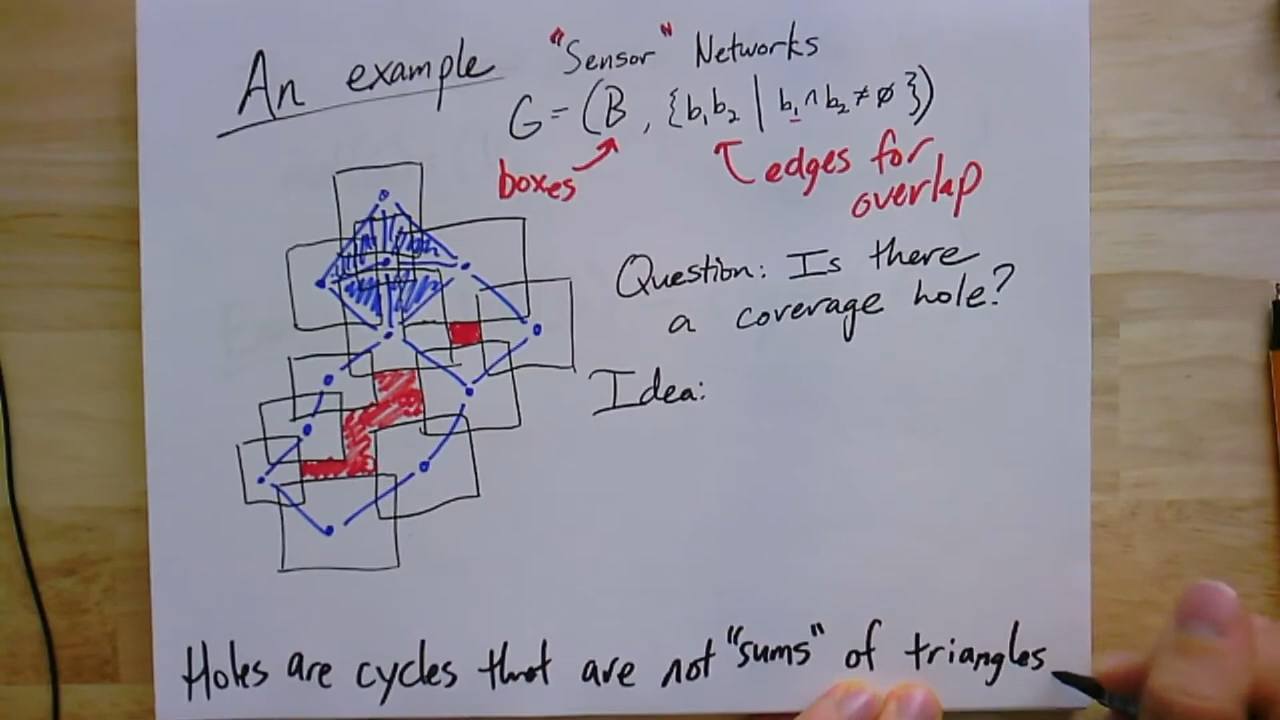 An example "Sensor" Networks
G = (B, {b₁b₂ | b₁∩b₂ ≠ ∅})
boxes
edges for
overlap
Question: Is there
a coverage hole?
Idea:
Holes are cycles that are not "sums" of triangles